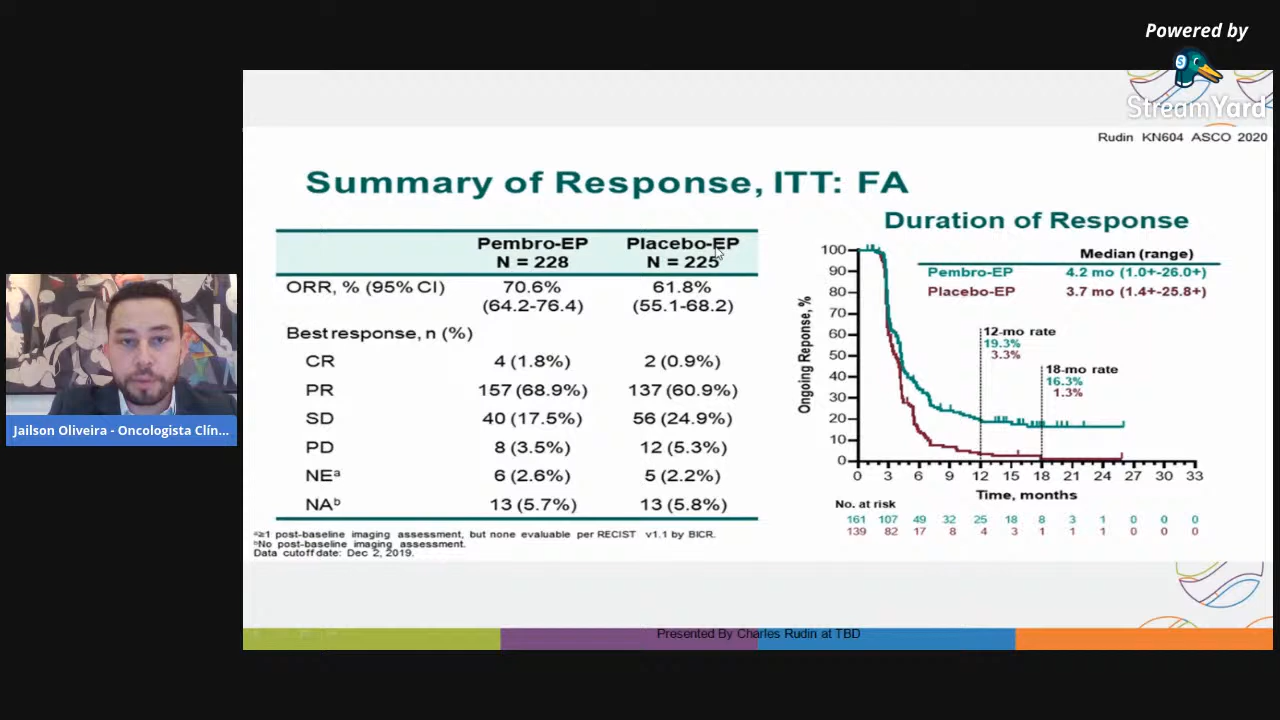 Powered by
StreamYard
Rudin KN604 ASCO 2020
Summary of Response, ITT: FA
Pembro-EP Placebo-EP
N = 228 N = 225
ORR, % (95% CI) 70.6% 61.8%
(64.2-76.4) (55.1-68.2)
Best response, n (%)
CR 4 (1.8%) 2 (0.9%)
PR 157 (68.9%) 137 (60.9%)
SD 40 (17.5%) 56 (24.9%)
PD 8 (3.5%) 12 (5.3%)
NEᵃ 6 (2.6%) 5 (2.2%)
NAᵇ 13 (5.7%) 13 (5.8%)
ᵃ≥1 post-baseline imaging assessment, but none evaluable per RECIST v1.1 by BICR.
ᵇNo post-baseline imaging assessment.
Data cutoff date: Dec 2, 2019.
Duration of Response
Median (range)
Pembro-EP 4.2 mo (1.0+-26.0+)
Placebo-EP 3.7 mo (1.4+-25.8+)
12-mo rate
19.3%
3.3%
18-mo rate
16.3%
1.3%
Ongoing Reponse, %
100
90
80
70
60
50
40
30
20
10
0
0 3 6 9 12 15 18 21 24 27 30 33
Time, months
No. at risk
161 107 49 32 25 18 8 3 1 0 0 0
139 82 17 8 4 3 1 1 1 0 0 0
Presented By Charles Rudin at TBD
Jailson Oliveira - Oncologista Clín...